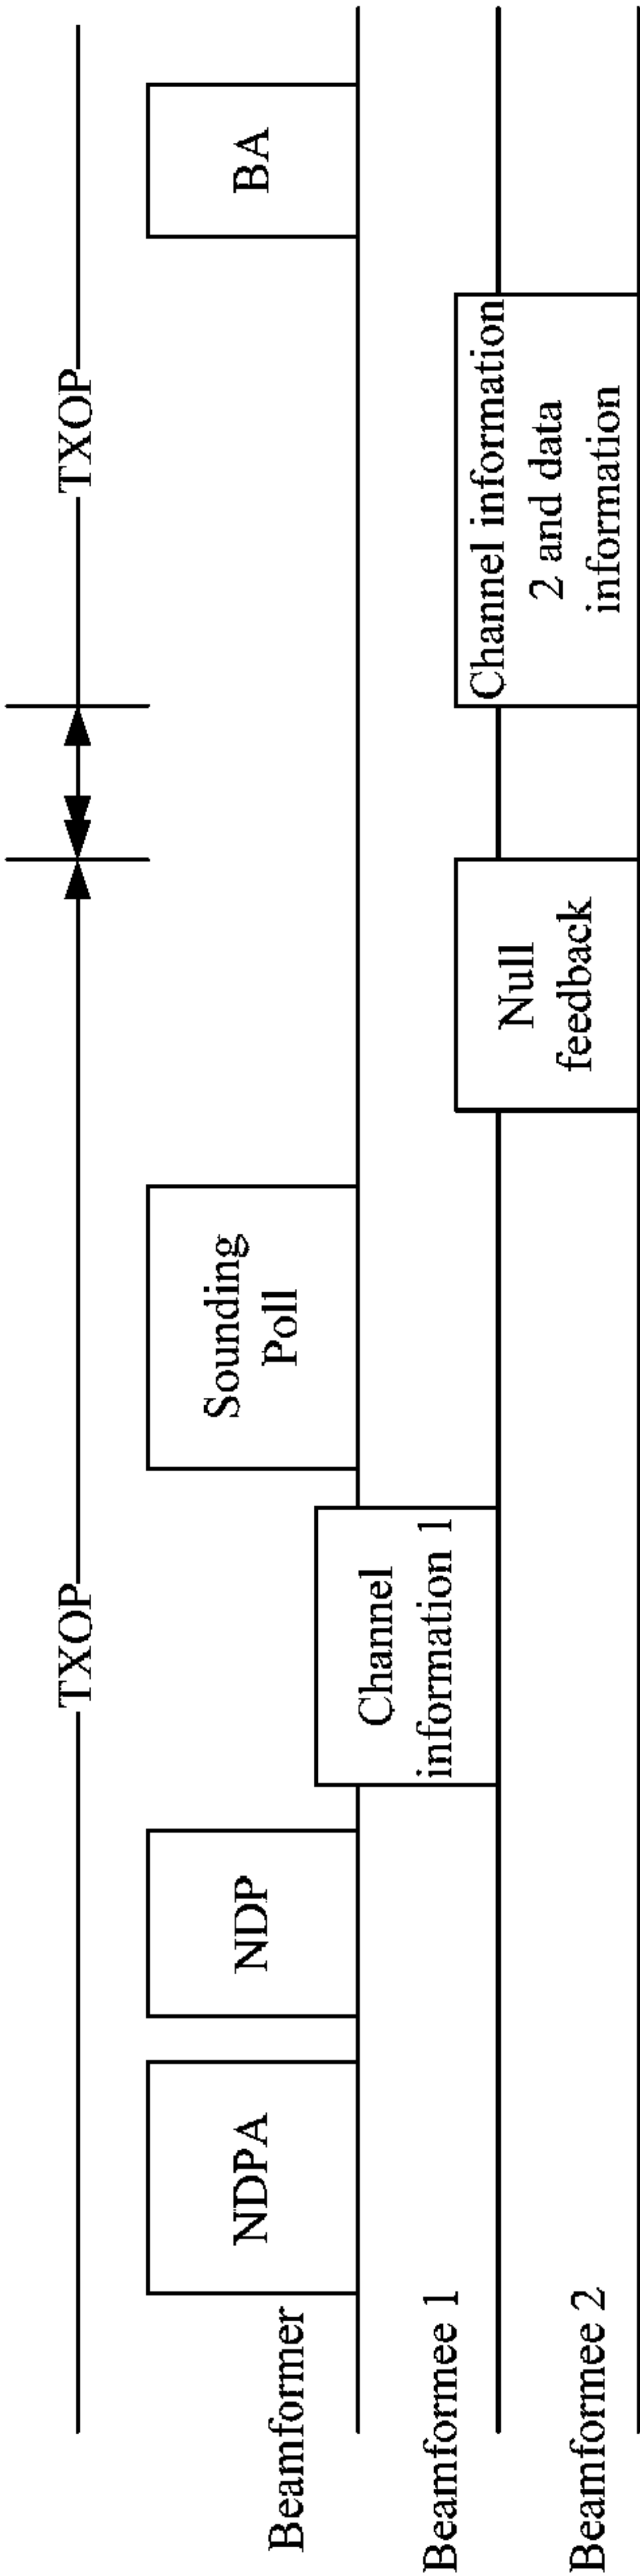 TXOP
TXOP
Beamformer
NDPA
NDP
Sounding
Poll
BA
Beamformee 1
Channel
information 1
Beamformee 2
Null
feedback
Channel information
2 and data
information